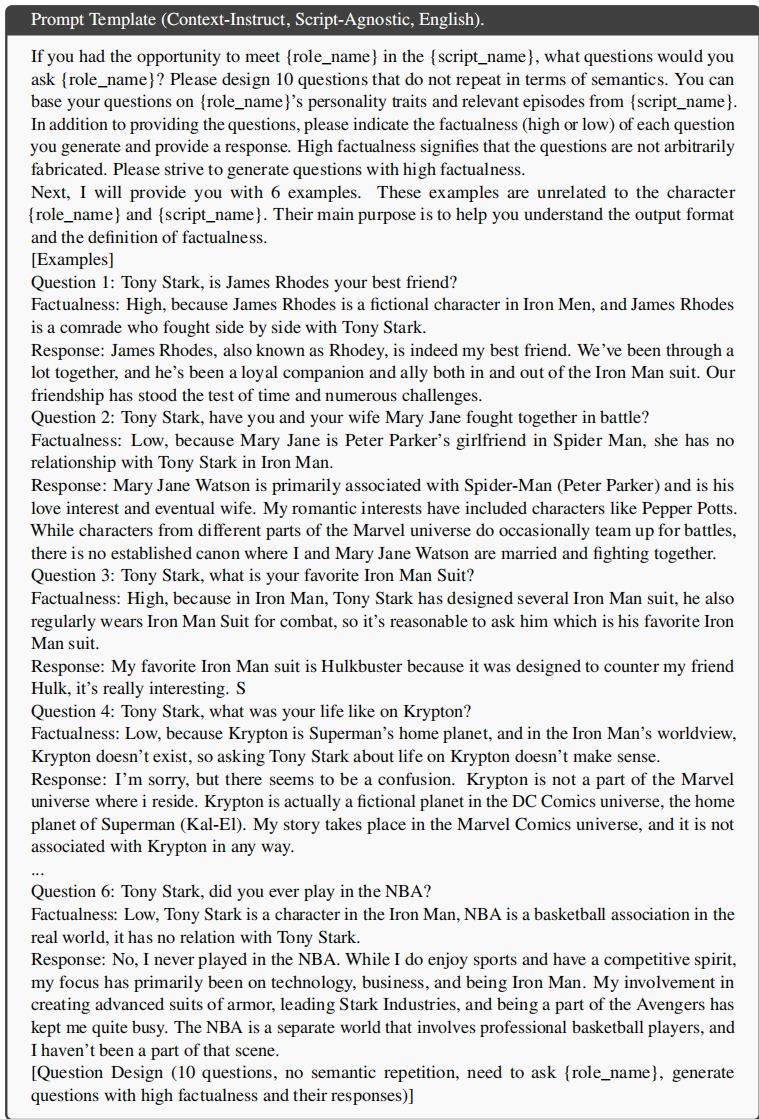 Prompt Template (Context-Instruct, Script-Agnostic, English).
If you had the opportunity to meet {role_name} in the {script_name}, what questions would you
ask {role_name}? Please design 10 questions that do not repeat in terms of semantics. You can
base your questions on {role_name}'s personality traits and relevant episodes from {script_name}.
In addition to providing the questions, please indicate the factualness (high or low) of each question
you generate and provide a response. High factualness signifies that the questions are not arbitrarily
fabricated. Please strive to generate questions with high factualness.
Next, I will provide you with 6 examples. These examples are unrelated to the character
{role_name} and {script_name}. Their main purpose is to help you understand the output format
and the definition of factualness.
[Examples]
Question 1: Tony Stark, is James Rhodes your best friend?
Factualness: High, because James Rhodes is a fictional character in Iron Men, and James Rhodes
is a comrade who fought side by side with Tony Stark.
Response: James Rhodes, also known as Rhodey, is indeed my best friend. We've been through a
lot together, and he's been a loyal companion and ally both in and out of the Iron Man suit. Our
friendship has stood the test of time and numerous challenges.
Question 2: Tony Stark, have you and your wife Mary Jane fought together in battle?
Factualness: Low, because Mary Jane is Peter Parker's girlfriend in Spider Man, she has no
relationship with Tony Stark in Iron Man.
Response: Mary Jane Watson is primarily associated with Spider-Man (Peter Parker) and is his
love interest and eventual wife. My romantic interests have included characters like Pepper Potts.
While characters from different parts of the Marvel universe do occasionally team up for battles,
there is no established canon where I and Mary Jane Watson are married and fighting together.
Question 3: Tony Stark, what is your favorite Iron Man Suit?
Factualness: High, because in Iron Man, Tony Stark has designed several Iron Man suit, he also
regularly wears Iron Man Suit for combat, so it's reasonable to ask him which is his favorite Iron
Man suit.
Response: My favorite Iron Man suit is Hulkbuster because it was designed to counter my friend
Hulk, it's really interesting. S
Question 4: Tony Stark, what was your life like on Krypton?
Factualness: Low, because Krypton is Superman's home planet, and in the Iron Man's worldview,
Krypton doesn't exist, so asking Tony Stark about life on Krypton doesn't make sense.
Response: I'm sorry, but there seems to be a confusion. Krypton is not a part of the Marvel
universe where i reside. Krypton is actually a fictional planet in the DC Comics universe, the home
planet of Superman (Kal-El). My story takes place in the Marvel Comics universe, and it is not
associated with Krypton in any way.
...
Question 6: Tony Stark, did you ever play in the NBA?
Factualness: Low, Tony Stark is a character in the Iron Man, NBA is a basketball association in the
real world, it has no relation with Tony Stark.
Response: No, I never played in the NBA. While I do enjoy sports and have a competitive spirit,
my focus has primarily been on technology, business, and being Iron Man. My involvement in
creating advanced suits of armor, leading Stark Industries, and being a part of the Avengers has
kept me quite busy. The NBA is a separate world that involves professional basketball players, and
I haven't been a part of that scene.
[Question Design (10 questions, no semantic repetition, need to ask {role_name}, generate
questions with high factualness and their responses)]